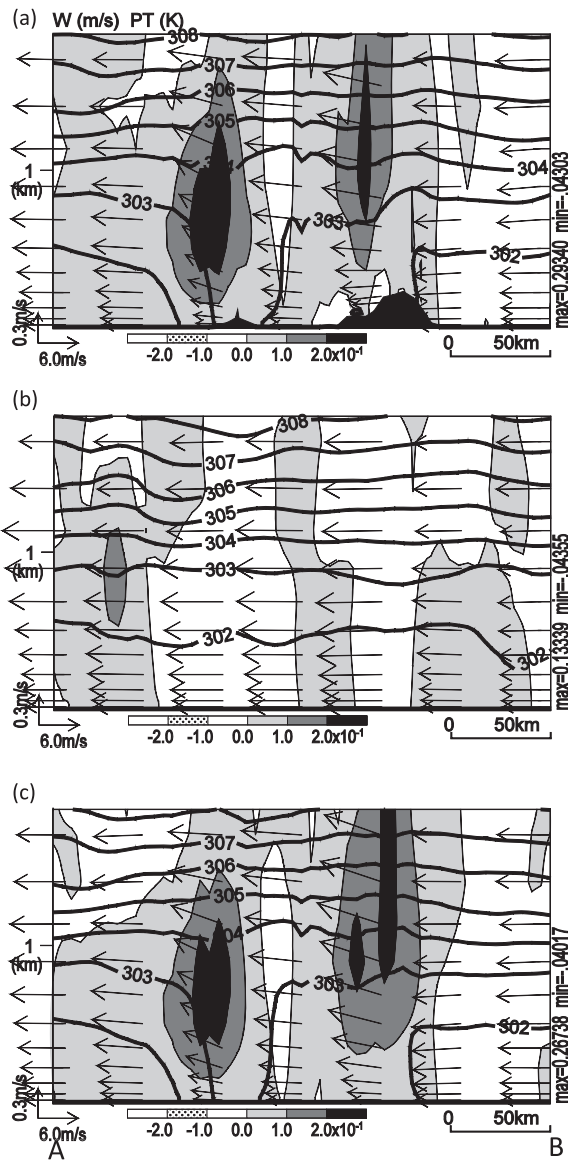 (a) W (m/s) PT (K)
308
307
306
305
304
304
1
(km)
303
303
302
0.3m/s
6.0m/s
-2.0 -1.0 0.0 1.0 2.0x10⁻¹
0 50km
max=0.29340 min=-.04303
(b)
308
307
306
305
304
1
(km)
303
302
302
0.3m/s
6.0m/s
-2.0 -1.0 0.0 1.0 2.0x10⁻¹
0 50km
max=0.13339 min=-.04355
(c)
307
306
305
304
1
(km)
303
303
302
0.3m/s
6.0m/s
-2.0 -1.0 0.0 1.0 2.0x10⁻¹
0 50km
max=0.26738 min=-.04017
A B